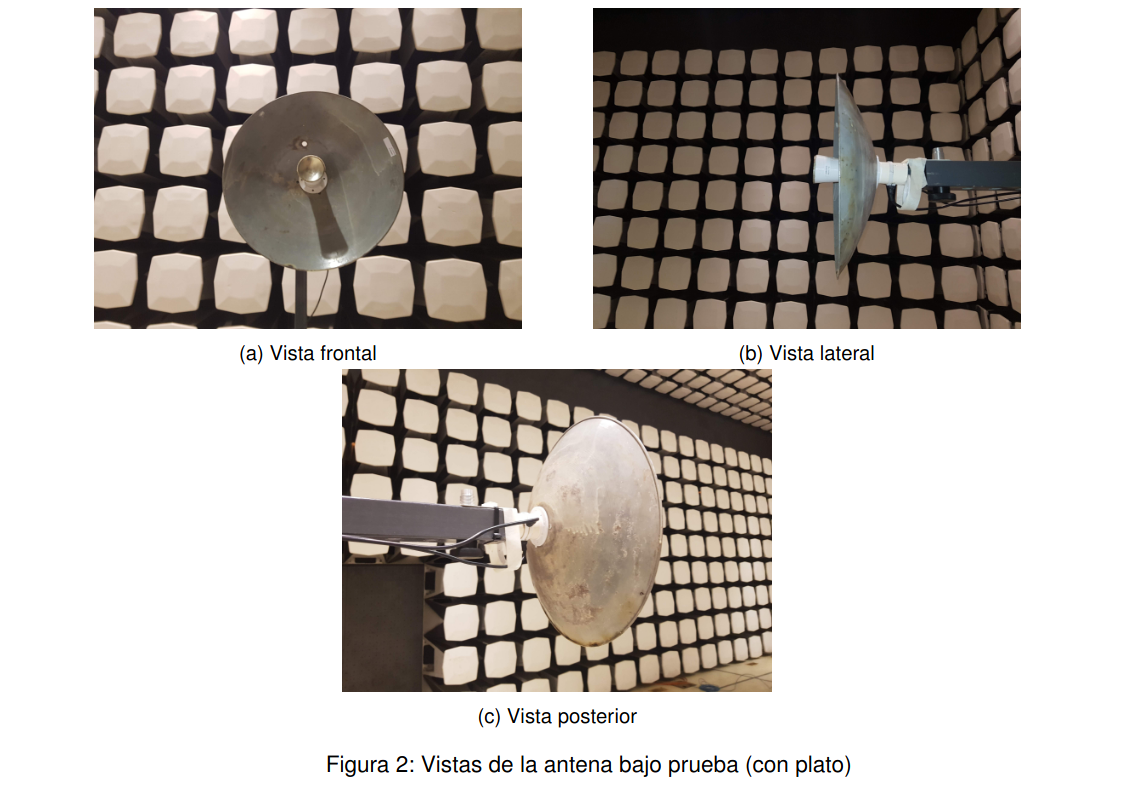 (a) Vista frontal
(b) Vista lateral
(c) Vista posterior
Figura 2: Vistas de la antena bajo prueba (con plato)